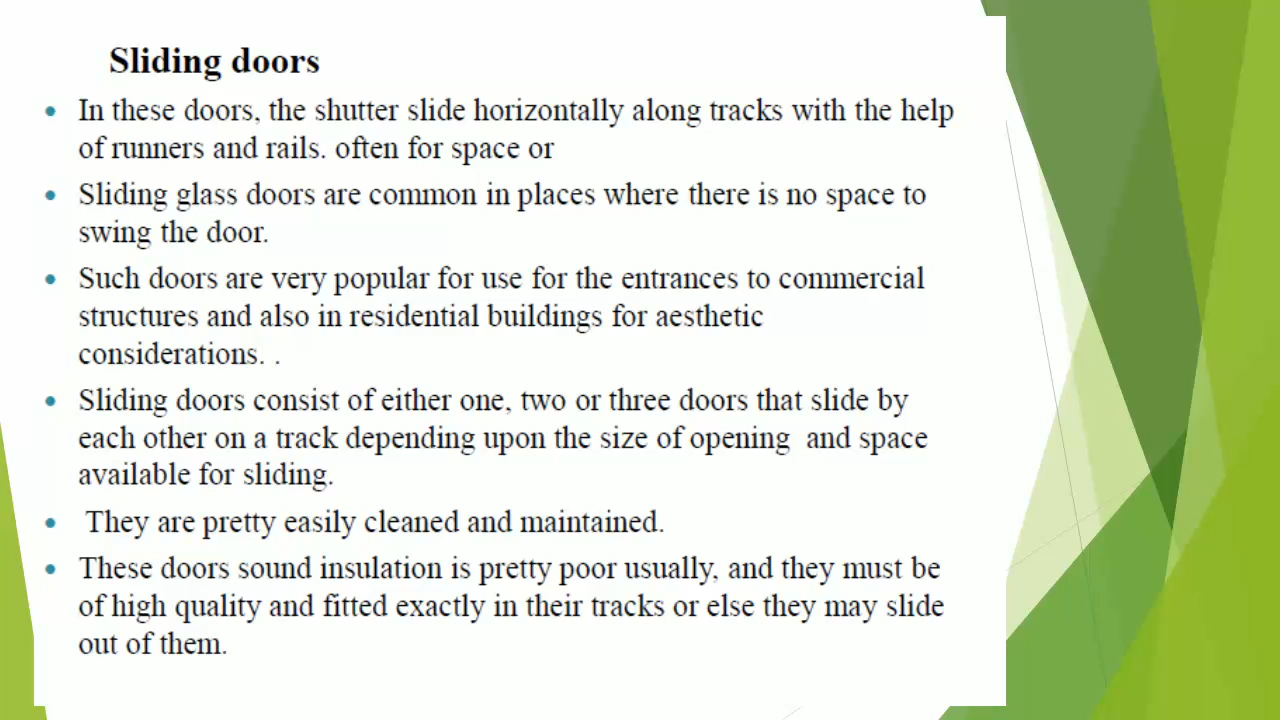 Sliding doors
• In these doors, the shutter slide horizontally along tracks with the help
of runners and rails. often for space or
• Sliding glass doors are common in places where there is no space to
swing the door.
• Such doors are very popular for use for the entrances to commercial
structures and also in residential buildings for aesthetic
considerations. .
• Sliding doors consist of either one, two or three doors that slide by
each other on a track depending upon the size of opening  and space
available for sliding.
• They are pretty easily cleaned and maintained.
• These doors sound insulation is pretty poor usually, and they must be
of high quality and fitted exactly in their tracks or else they may slide
out of them.